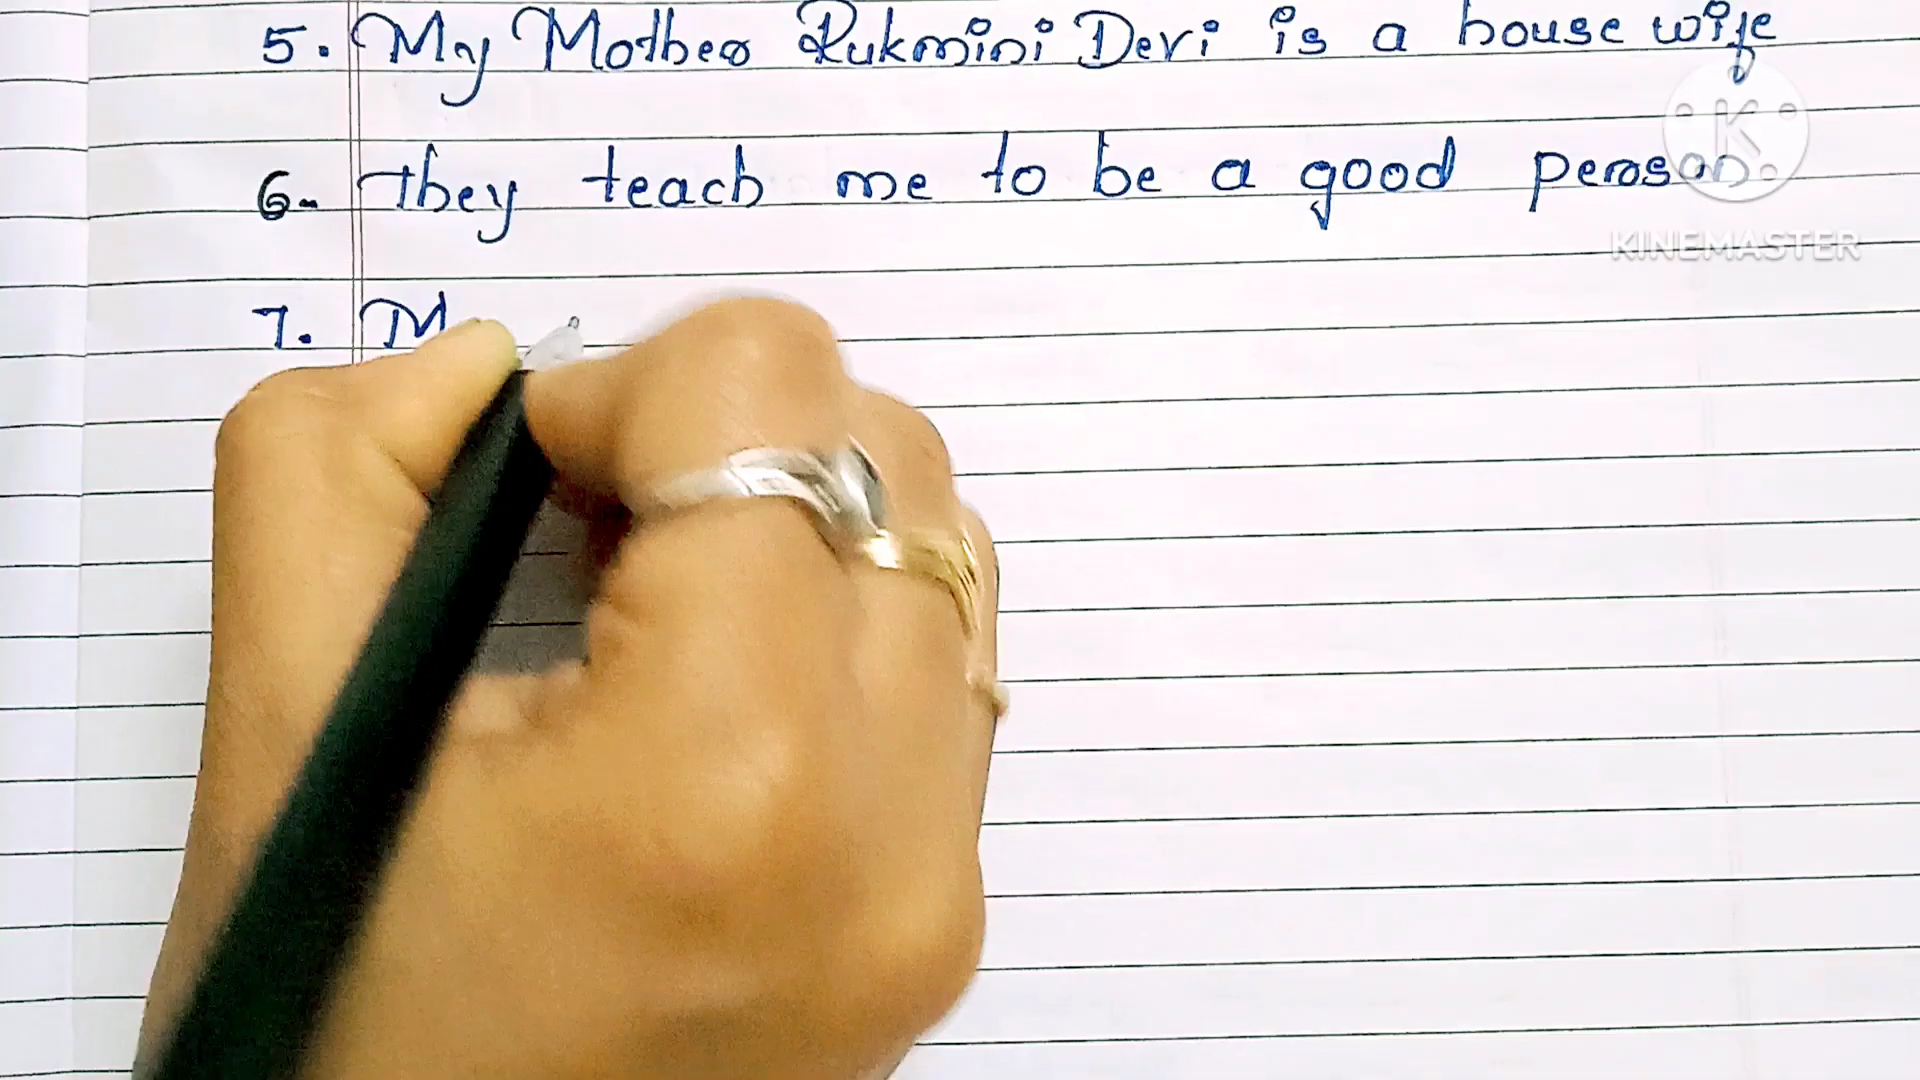 5. My Mother Rukmini Devi is a house wife
6. They teach me to be a good person.
7. M
K
KINEMASTER